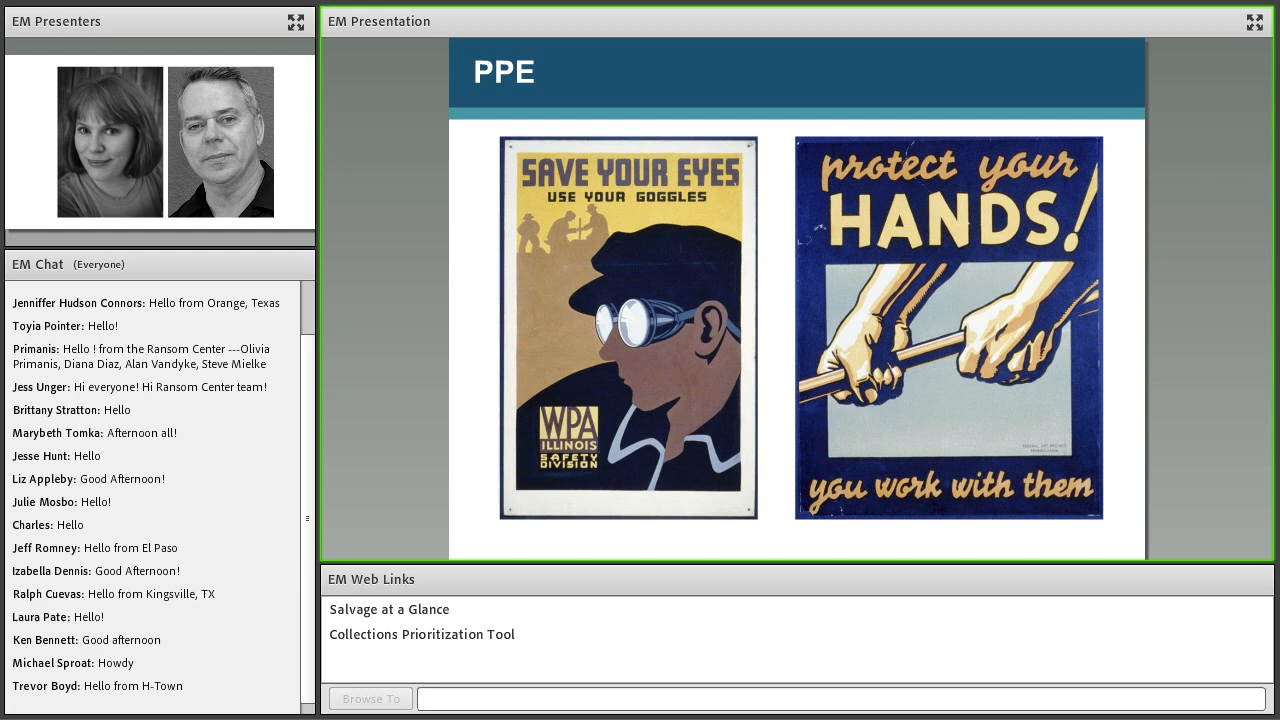 EM Presenters
EM Chat (Everyone)
Jenniffer Hudson Connors: Hello from Orange, Texas
Toyia Pointer: Hello!
Primanis: Hello ! from the Ransom Center ---Olivia
Primanis, Diana Diaz, Alan Vandyke, Steve Mielke
Jess Unger: Hi everyone! Hi Ransom Center team!
Brittany Stratton: Hello
Marybeth Tomka: Afternoon all!
Jesse Hunt: Hello
Liz Appleby: Good Afternoon!
Julie Mosbo: Hello!
Charles: Hello
Jeff Romney: Hello from El Paso
Izabella Dennis: Good Afternoon!
Ralph Cuevas: Hello from Kingsville, TX
Laura Pate: Hello!
Ken Bennett: Good afternoon
Michael Sproat: Howdy
Trevor Boyd: Hello from H-Town
EM Presentation
PPE
SAVE YOUR EYES
USE YOUR GOGGLES
WPA
ILLINOIS
SAFETY
DIVISION
protect your
HANDS!
FEDERAL ART PROJECT
PENNSYLVANIA
you work with them
EM Web Links
Salvage at a Glance
Collections Prioritization Tool
Browse To